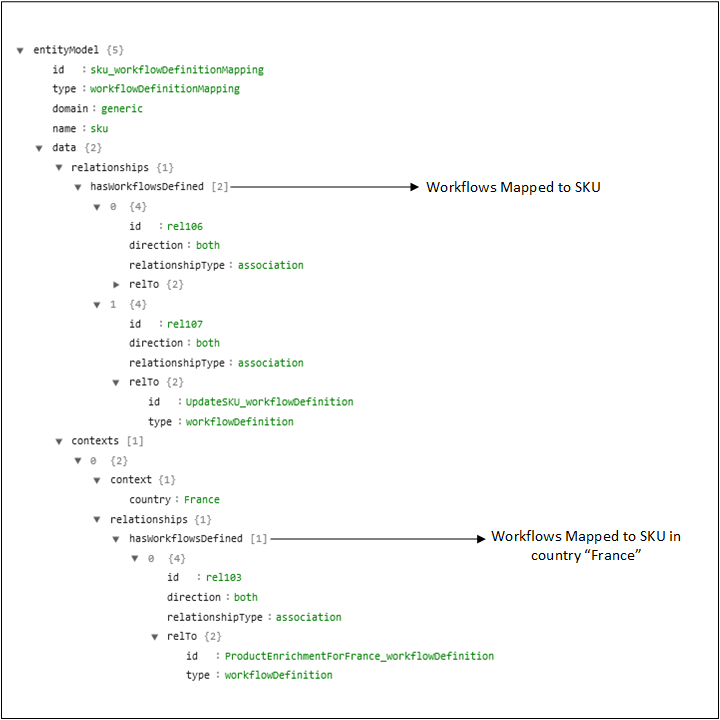 entityModel {5}
id : sku_workflowDefinitionMapping
type : workflowDefinitionMapping
domain : generic
name : sku
data {2}
relationships {1}
hasWorkflowsDefined [2] Workflows Mapped to SKU
0 {4}
id : rel106
direction : both
relationshipType : association
relTo {2}
1 {4}
id : rel107
direction : both
relationshipType : association
relTo {2}
id : UpdateSKU_workflowDefinition
type : workflowDefinition
contexts [1]
0 {2}
context {1}
country : France
relationships {1}
hasWorkflowsDefined [1] Workflows Mapped to SKU in
country “France”
0 {4}
id : rel103
direction : both
relationshipType : association
relTo {2}
id : ProductEnrichmentForFrance_workflowDefinition
type : workflowDefinition